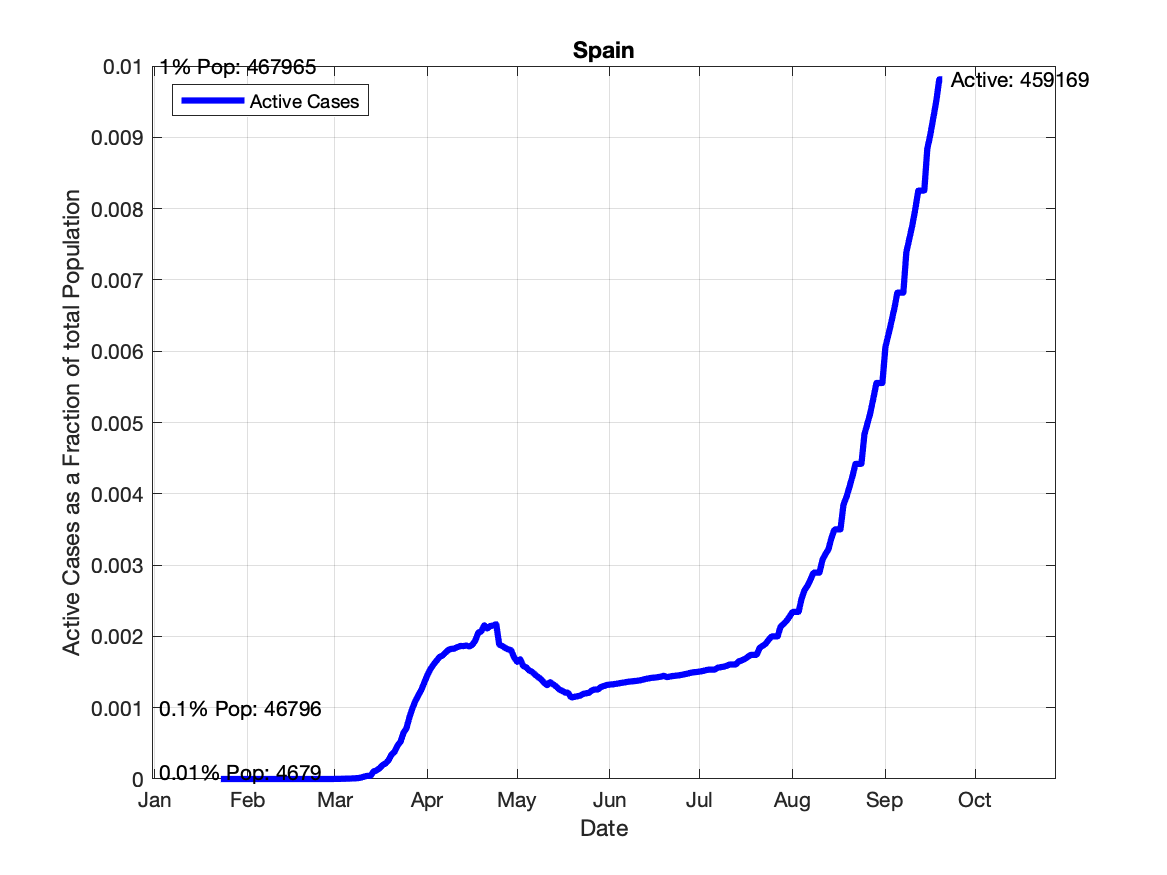 Spain
1% Pop: 467965
Active Cases
Active: 459169
0.1% Pop: 46796
0.01% Pop: 4679
Active Cases as a Fraction of total Population
0.01
0.009
0.008
0.007
0.006
0.005
0.004
0.003
0.002
0.001
0
Jan Feb Mar Apr May Jun Jul Aug Sep Oct
Date